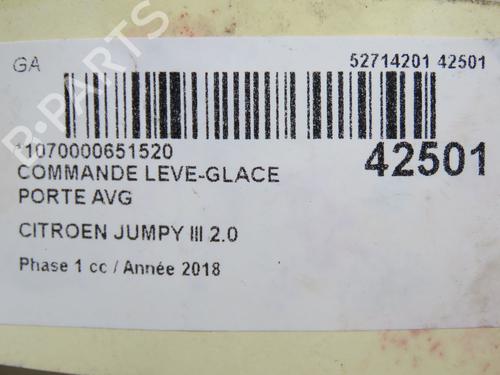 GA
52714201 42501
*1070000651520
42501
COMMANDE LEVE-GLACE
PORTE AVG
CITROEN JUMPY III 2.0
Phase 1 cc / Année 2018
B-PARTS